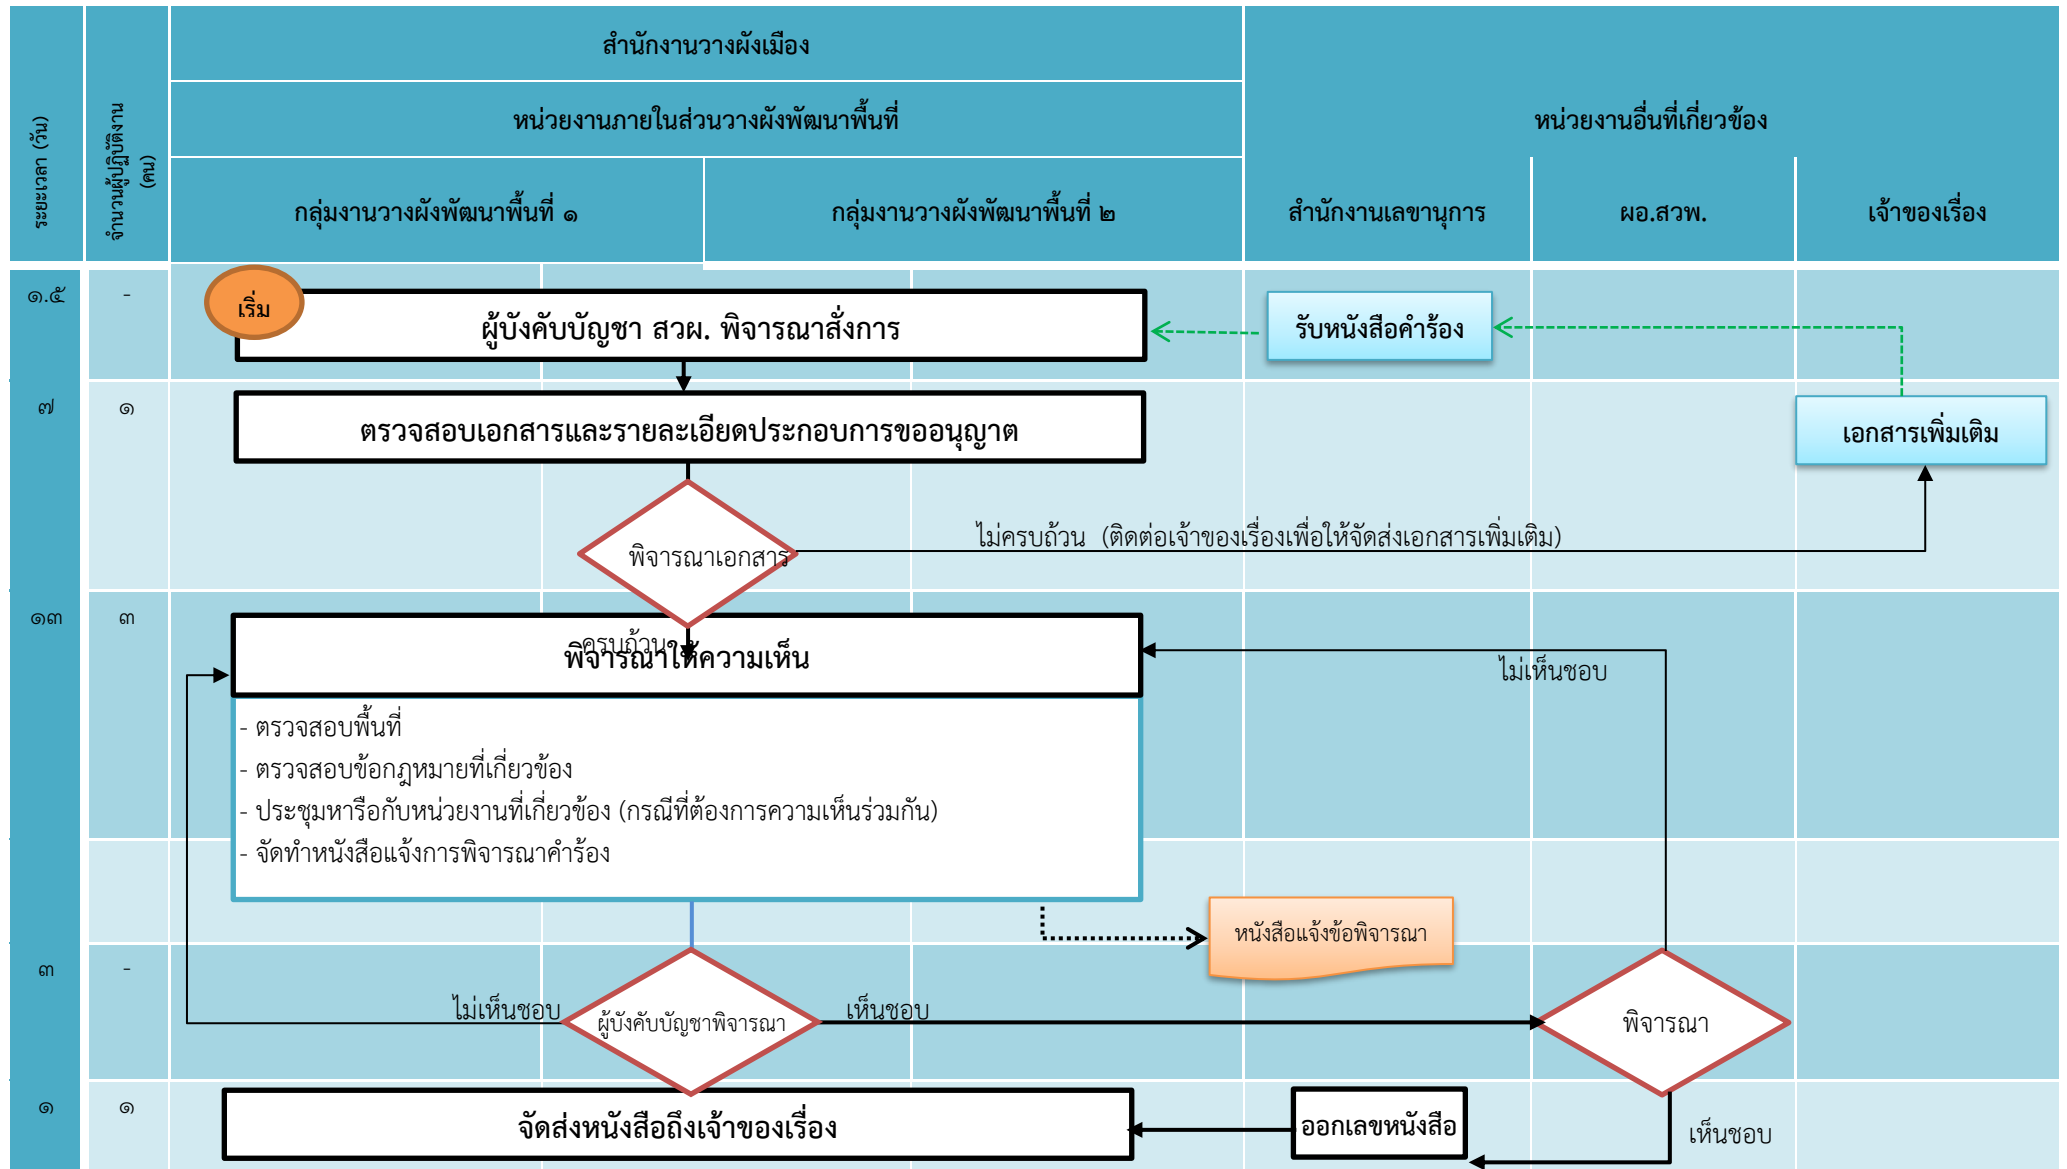 สำนักงานวางผังเมือง
หน่วยงานภายในส่วนวางผังพัฒนาพื้นที่
หน่วยงานอื่นที่เกี่ยวข้อง
ระยะเวลา (วัน)
จำนวนผู้ปฏิบัติงาน
(คน)
กลุ่มงานวางผังพัฒนาพื้นที่ ๑
กลุ่มงานวางผังพัฒนาพื้นที่ ๒
สำนักงานเลขานุการ
ผอ.สวพ.
เจ้าของเรื่อง
๑.๕
-
เริ่ม
ผู้บังคับบัญชา สวผ. พิจารณาสั่งการ
รับหนังสือคำร้อง
๗
๑
ตรวจสอบเอกสารและรายละเอียดประกอบการขออนุญาต
เอกสารเพิ่มเติม
พิจารณาเอกสาร
ไม่ครบถ้วน (ติดต่อเจ้าของเรื่องเพื่อให้จัดส่งเอกสารเพิ่มเติม)
๑๓
๓
ครบถ้วน
พิจารณาให้ความเห็น
ไม่เห็นชอบ
- ตรวจสอบพื้นที่
- ตรวจสอบข้อกฎหมายที่เกี่ยวข้อง
- ประชุมหารือกับหน่วยงานที่เกี่ยวข้อง (กรณีที่ต้องการความเห็นร่วมกัน)
- จัดทำหนังสือแจ้งการพิจารณาคำร้อง
หนังสือแจ้งข้อพิจารณา
๓
-
ไม่เห็นชอบ
ผู้บังคับบัญชาพิจารณา
เห็นชอบ
พิจารณา
๑
๑
จัดส่งหนังสือถึงเจ้าของเรื่อง
ออกเลขหนังสือ
เห็นชอบ